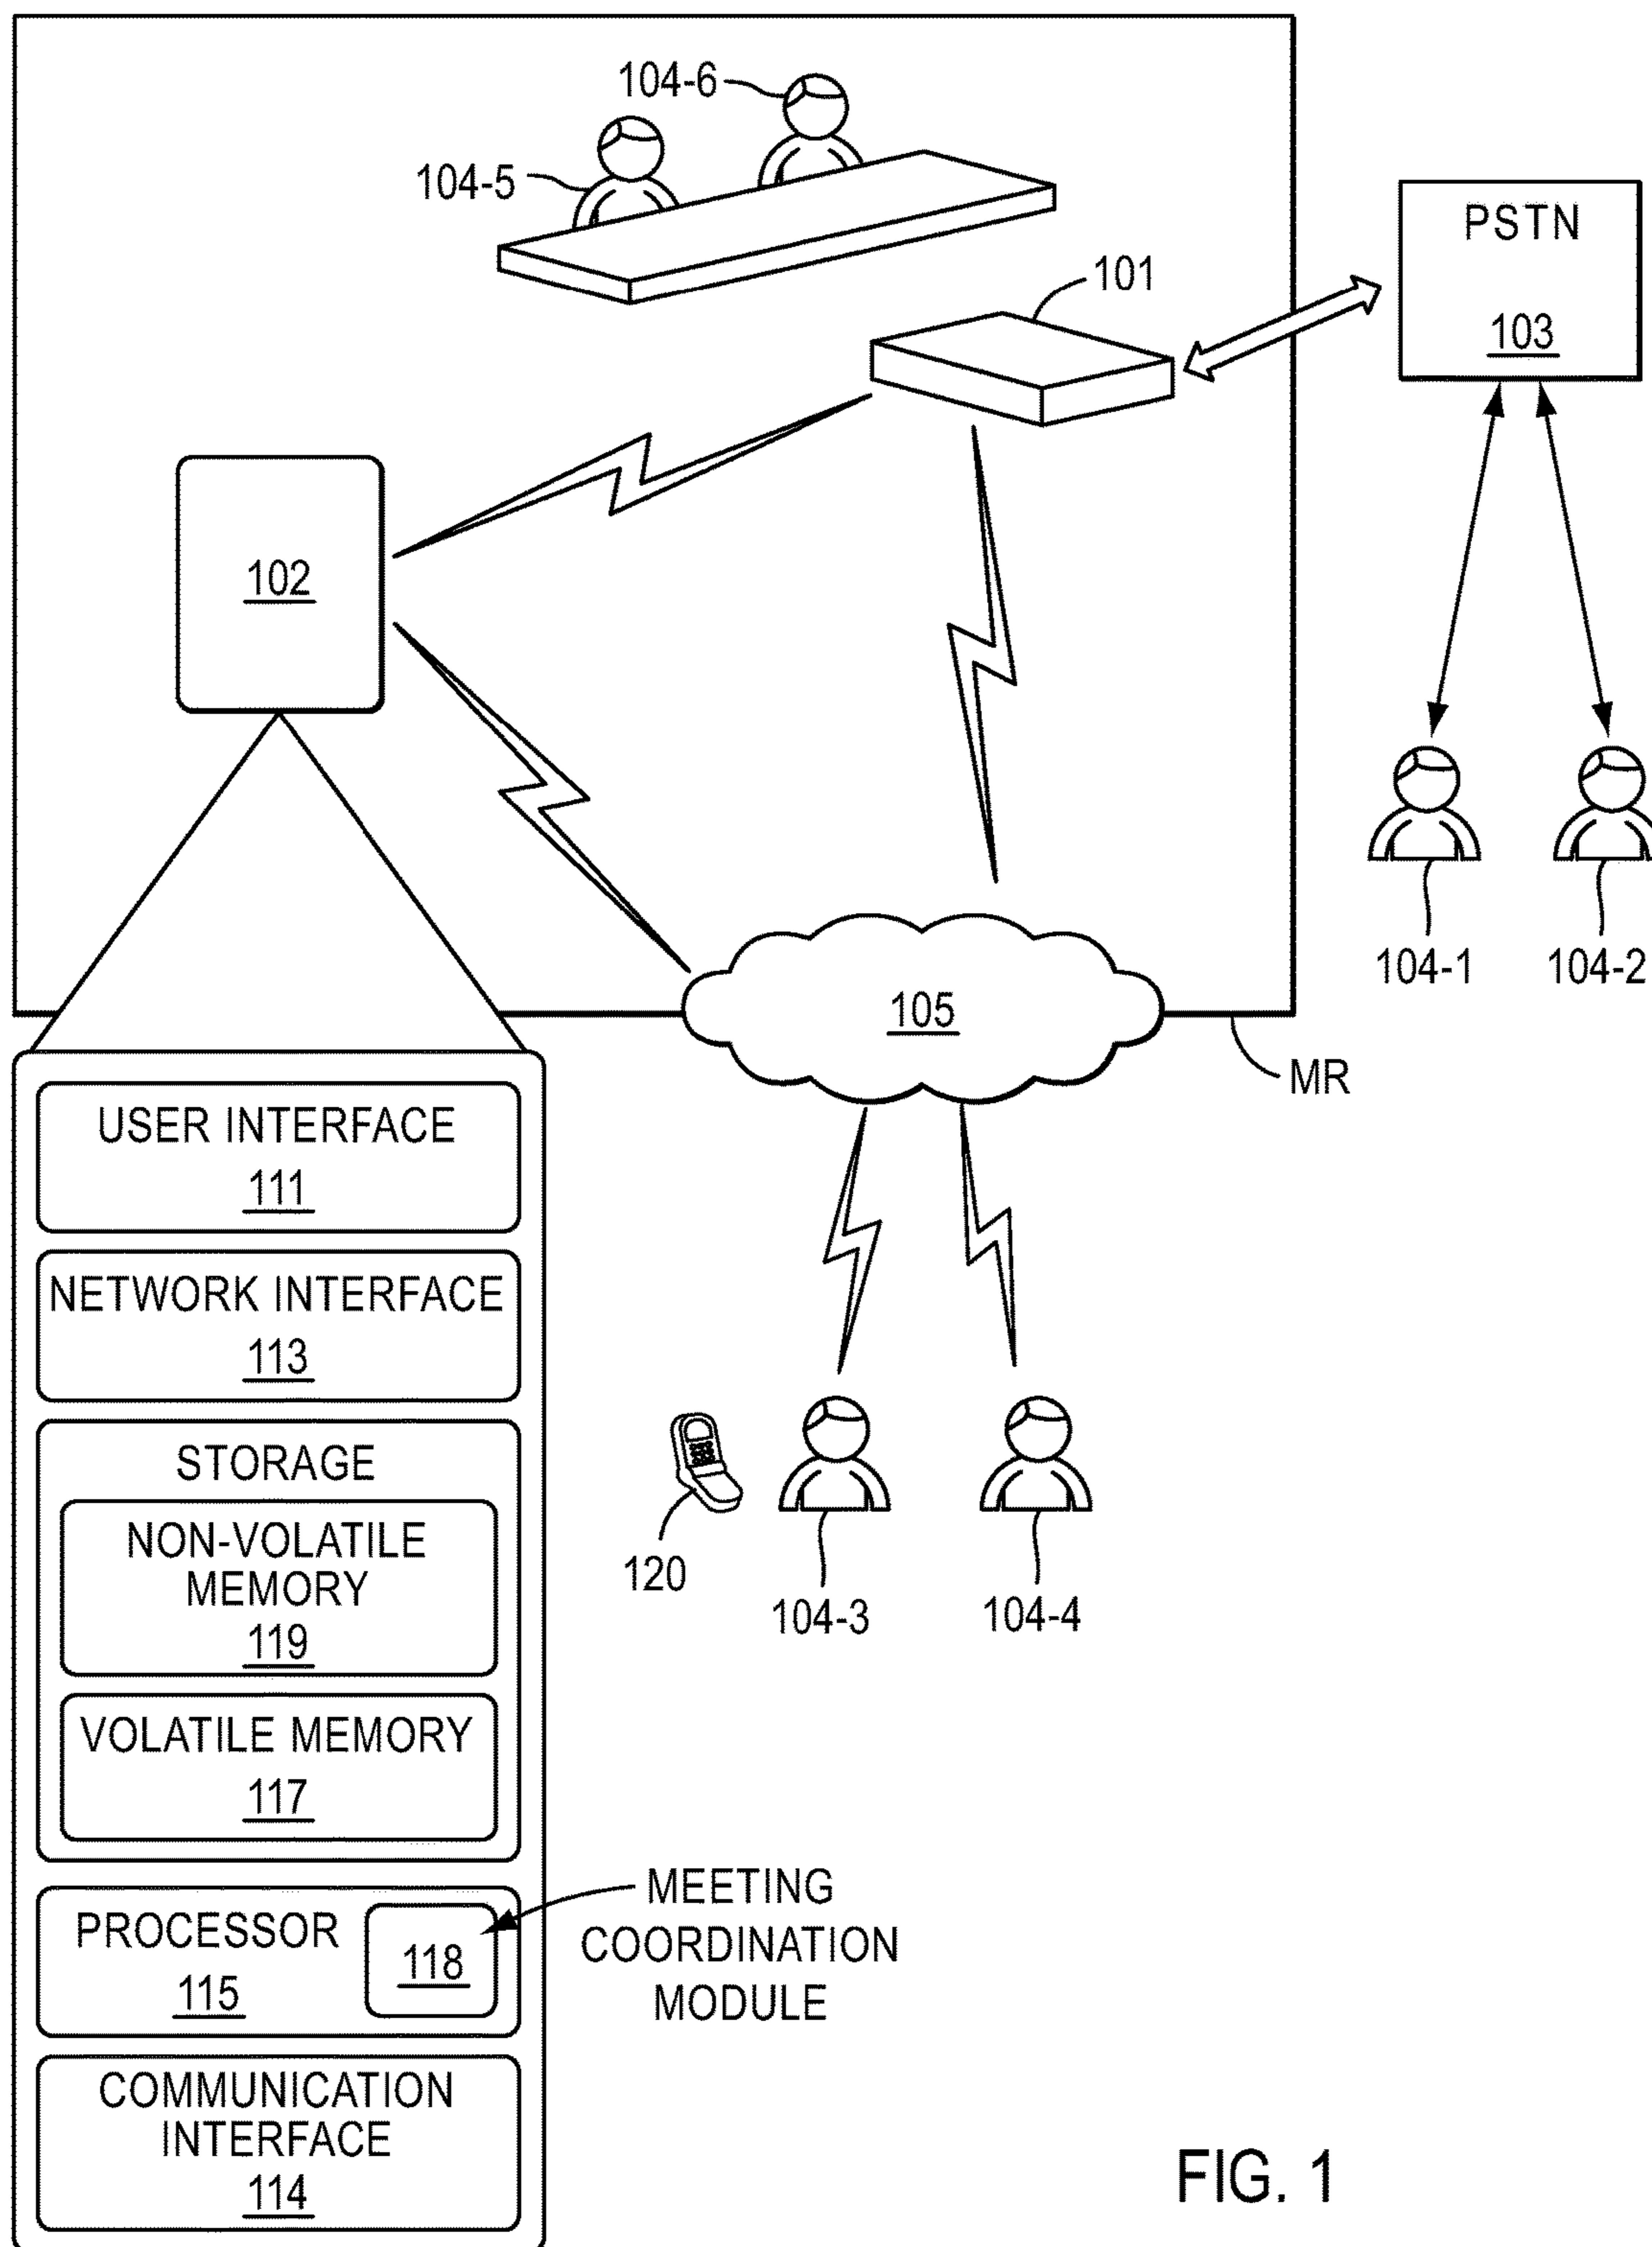 104-6
104-5
101
PSTN
103
102
104-1
104-2
105
MR
USER INTERFACE
111
NETWORK INTERFACE
113
STORAGE
NON-VOLATILE
MEMORY
119
VOLATILE MEMORY
117
120
104-3
104-4
PROCESSOR
115
118
MEETING
COORDINATION
MODULE
COMMUNICATION
INTERFACE
114
FIG. 1